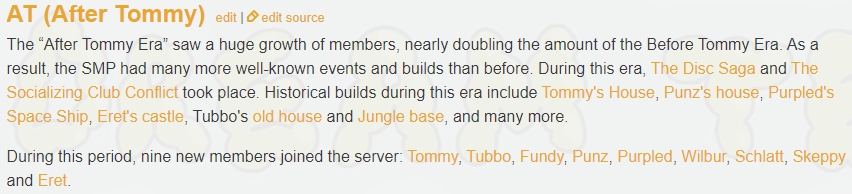 AT (After Tommy) edit | edit source
The “After Tommy Era” saw a huge growth of members, nearly doubling the amount of the Before Tommy Era. As a
result, the SMP had many more well-known events and builds than before. During this era, The Disc Saga and The
Socializing Club Conflict took place. Historical builds during this era include Tommy's House, Punz's house, Purpled's
Space Ship, Eret's castle, Tubbo's old house and Jungle base, and many more.
During this period, nine new members joined the server: Tommy, Tubbo, Fundy, Punz, Purpled, Wilbur, Schlatt, Skeppy
and Eret.